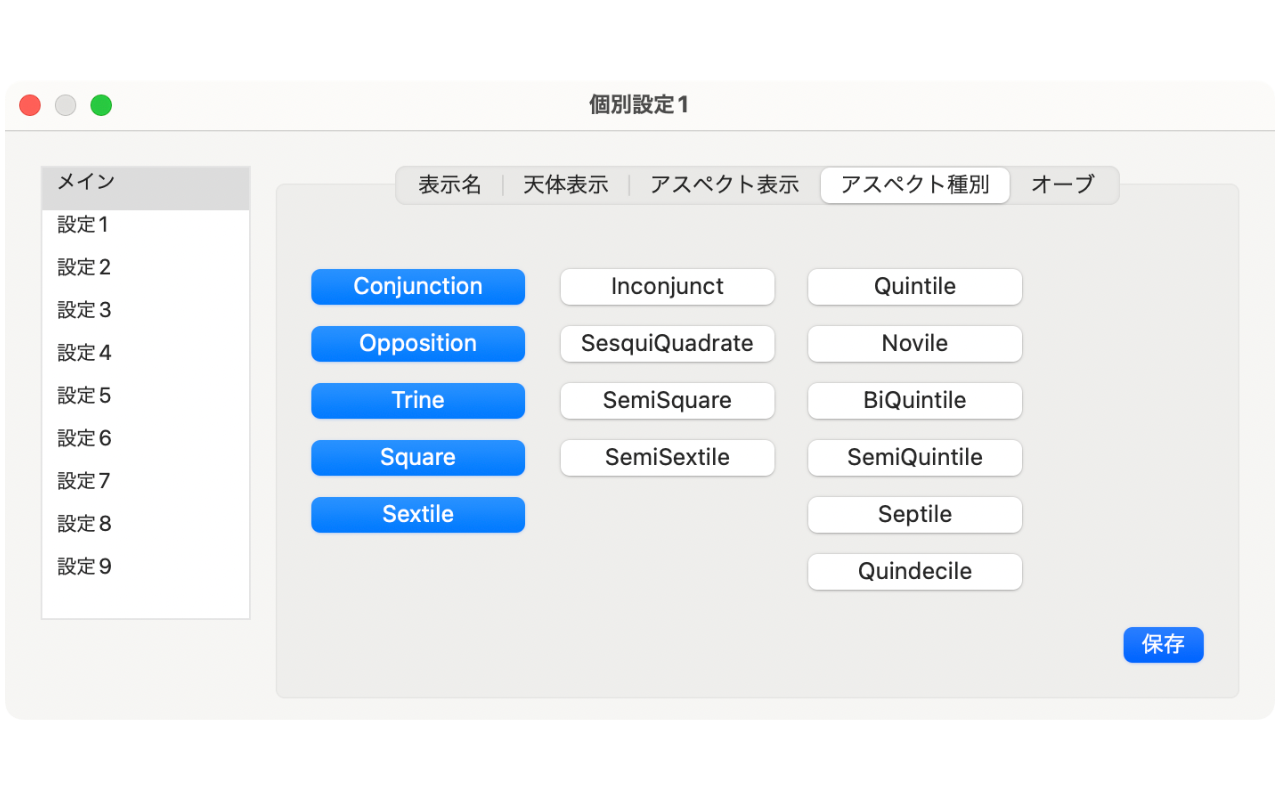 個別設定1
メイン
設定1
設定2
設定3
設定4
設定5
設定6
設定7
設定8
設定9
表示名 天体表示 アスペクト表示 アスペクト種別 オーブ
Conjunction Inconjunct Quintile
Opposition SesquiQuadrate Novile
Trine SemiSquare BiQuintile
Square SemiSextile SemiQuintile
Sextile Septile
Quindecile
保存